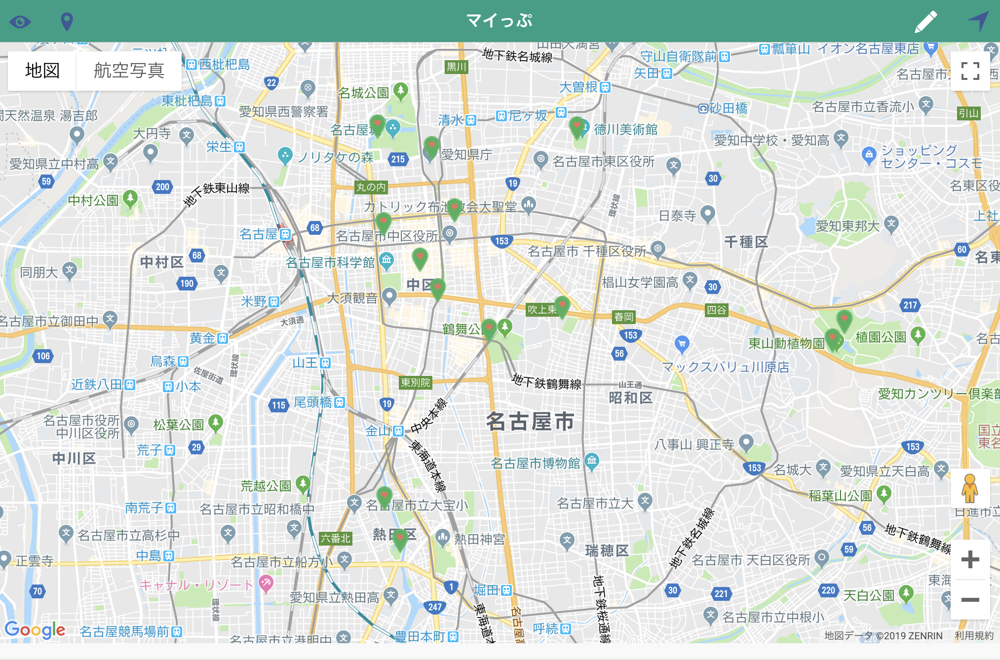 マイっぷ
地図
航空写真
地下鉄名城線
黒川
西枇杷島
守山自衛隊前
瓢箪山
イオン名古屋東店
矢田
22
名城公園
大曽根
東枇杷島
愛知県西警察署
砂田橋
名古屋市立香流小
引山
天然温泉 湯吉郎
清水
尼ヶ坂
徳川美術館
大円寺
愛知中学校・愛知高
栄生
ノリタケの森
215
愛知県庁
名古屋市東区役所
ショッピング
センター・コスモ
愛知県立中村高
59
200
地下鉄東山線
丸の内
19
30
名東区役
中村公園
カトリック布池教会大聖堂
環状線
日泰寺
上社
愛知東邦大
名古屋
68
名古屋市中区役所
153
千種区
60
中村区
68
名古屋市科学館
名古屋市 千種区役所
名東
同朋大
190
中区
椙山女学園高
30
米野
大須観音
217
吹上東
春岡
四谷
名古屋市立御田中
大須通
鶴舞公
153
黄金
東山動植物園
植園公園
名古
106
56
烏森
環状線
山王
マックスバリュ川原店
佐屋街道
近鉄八田
小本
東別院
地下鉄鶴舞線
山王通
昭和区
愛知カンツリー倶楽部
115
尾頭橋
19
中央本線
名古屋市
名古屋市役所
中川区役所
松葉公園
金山
国立
東名
29
荒子
東海道本線
八事山 興正寺
153
中川区
名古屋市博物館
153
名城大
愛知県立天白高
荒越公園
稲葉山公園
南荒子
名古屋市立昭和橋中
名古屋市立大宝小
名古屋市立大
地下鉄名城線
日進市立
名古屋市立高杉中
六番北
熱田区
熱田神宮
56
地下鉄鶴舞線
59
瑞穂区
正雲寺
中島
名古屋市立船方小
名古屋市 天白区役所
キャナル・リゾート
70
環状線
愛知県立熱田高
1
堀田
地下鉄桜通線
30
221
220
東海
天白公園
247
東海道本
名古屋高
名古屋市立中根小
Google
名古屋競馬場前
名古屋市立港明中
豊田本町
呼続
地図データ ©2019 ZENRIN
利用規約